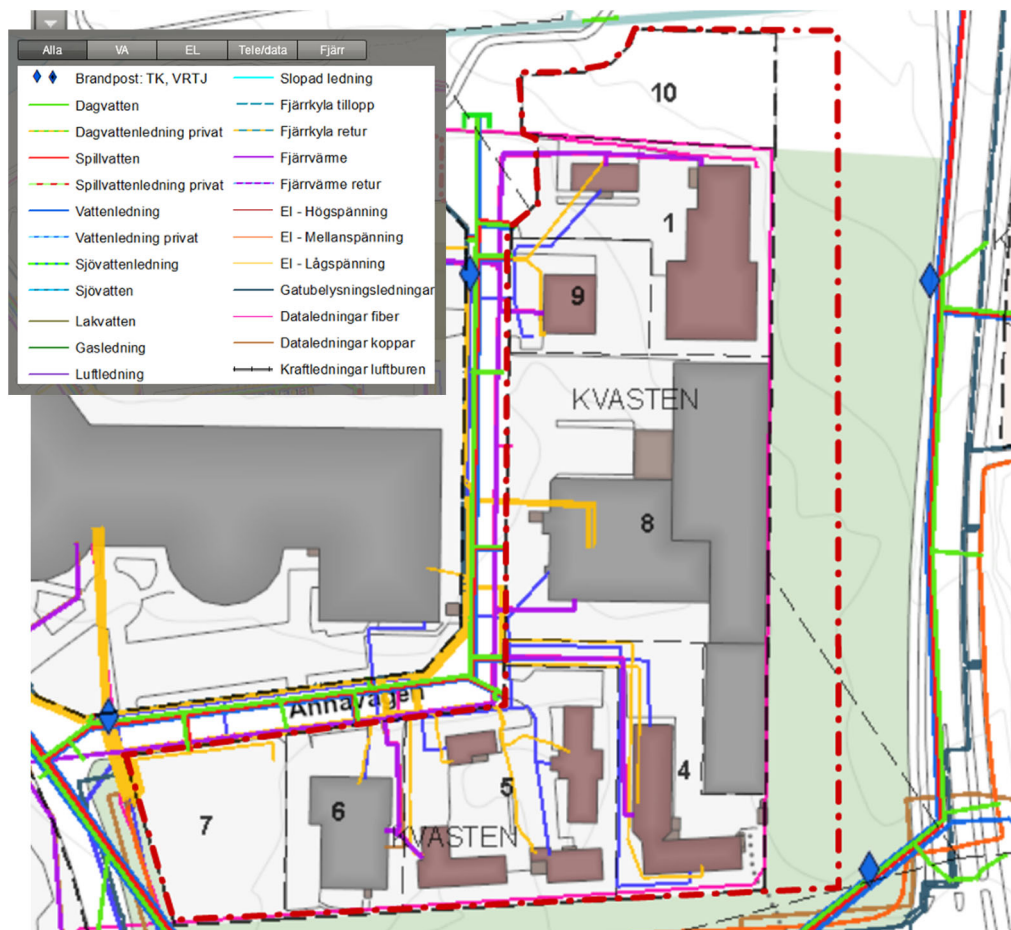 Alla VA EL Tele/data Fjärr
Brandpost: TK, VRTJ
Dagvatten
Dagvattenledning privat
Spillvatten
Spillvattenledning privat
Vattenledning
Vattenledning privat
Sjövattenledning
Sjövatten
Lakvatten
Gasledning
Luftledning
Slopad ledning
Fjärrkyla tillopp
Fjärrkyla retur
Fjärrvärme
Fjärrvärme retur
El - Högspänning
El - Mellanspänning
El - Lågspänning
Gatubelysningsledningar
Dataledningar fiber
Dataledningar koppar
Kraftledningar luftburen
10
1
9
KVASTEN
8
Annavägen
4
5
6
7
KVASTEN